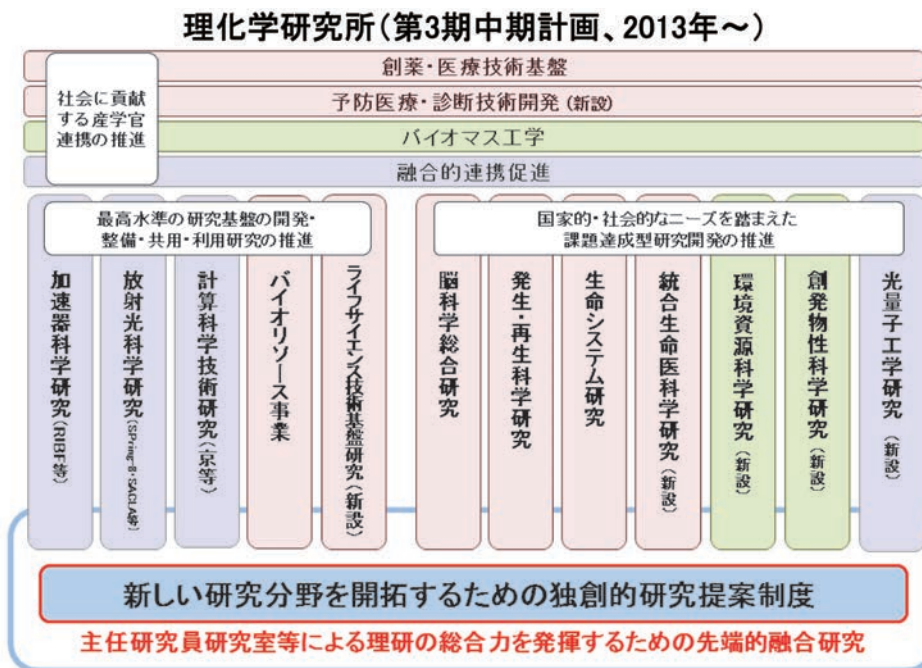 理化学研究所（第3期中期計画、2013年～）
創薬・医療技術基盤
社会に貢献
する産学官
連携の推進
予防医療・診断技術開発（新設）
バイオマス工学
融合的連携促進
最高水準の研究基盤の開発・
整備・共用・利用研究の推進
国家的・社会的なニーズを踏まえた
課題達成型研究開発の推進
加速器科学研究（RIBF等）
放射光科学研究（SPring-8・SACLA等）
計算科学技術研究（京等）
バイオリソース事業
ライフサイエンス技術基盤研究（新設）
脳科学総合研究
発生・再生科学研究
生命システム研究
統合生命医科学研究（新設）
環境資源科学研究（新設）
創発物性科学研究（新設）
光量子工学研究（新設）
新しい研究分野を開拓するための独創的研究提案制度
主任研究員研究室等による理研の総合力を発揮するための先端的融合研究